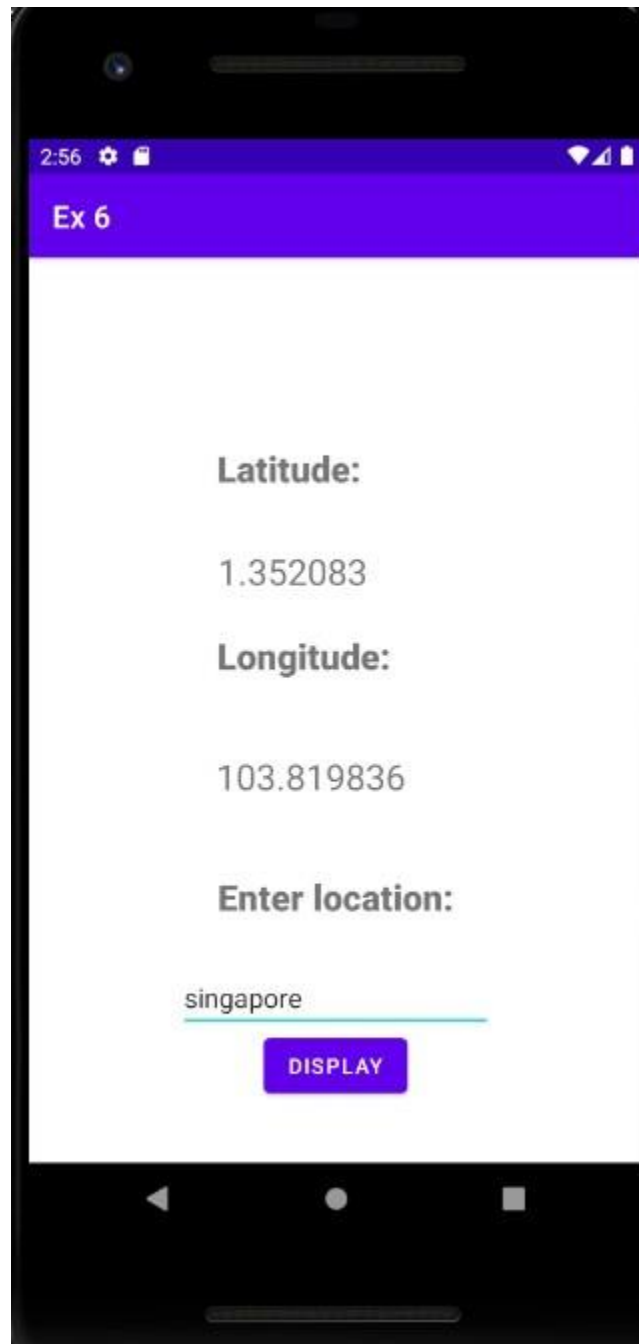 2:56
Ex 6
Latitude:
1.352083
Longitude:
103.819836
Enter location:
singapore
DISPLAY